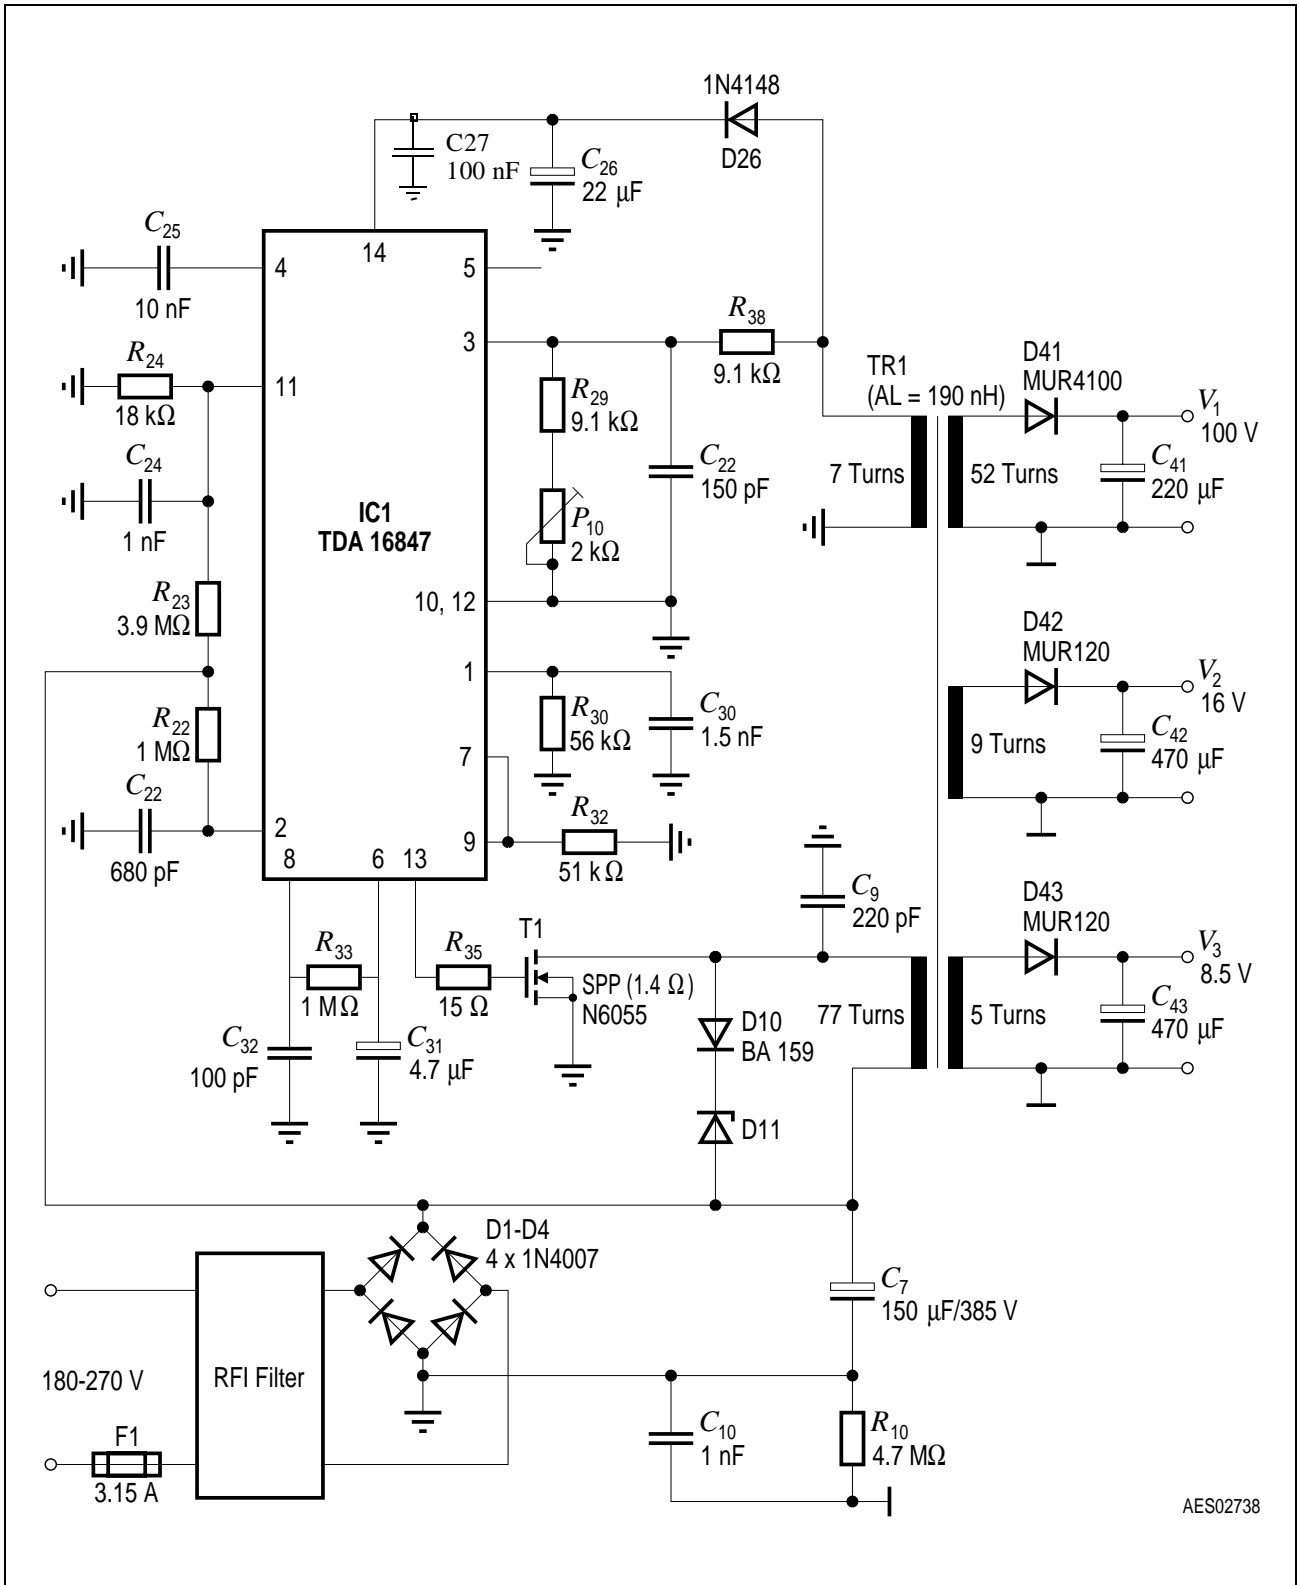 1N4148
D26
C27
100 nF
C26
22 µF
C25
10 nF
14
4
5
R24
18 kΩ
11
3
R38
9.1 kΩ
R29
9.1 kΩ
C22
150 pF
TR1
(AL = 190 nH)
D41
MUR4100
V1
100 V
C24
1 nF
IC1
TDA 16847
P10
2 kΩ
7 Turns
52 Turns
C41
220 µF
R23
3.9 MΩ
10, 12
1
R30
56 kΩ
C30
1.5 nF
D42
MUR120
V2
16 V
R22
1 MΩ
7
9 Turns
C42
470 µF
C22
680 pF
2
9
R32
51 k Ω
8
6
13
C9
220 pF
D43
MUR120
V3
8.5 V
R33
1 MΩ
R35
15 Ω
T1
SPP (1.4 Ω)
N6055
77 Turns
5 Turns
C43
470 µF
C32
100 pF
C31
4.7 µF
D10
BA 159
D11
D1-D4
4 x 1N4007
C7
150 µF/385 V
180-270 V
RFI Filter
F1
3.15 A
C10
1 nF
R10
4.7 MΩ
AES02738